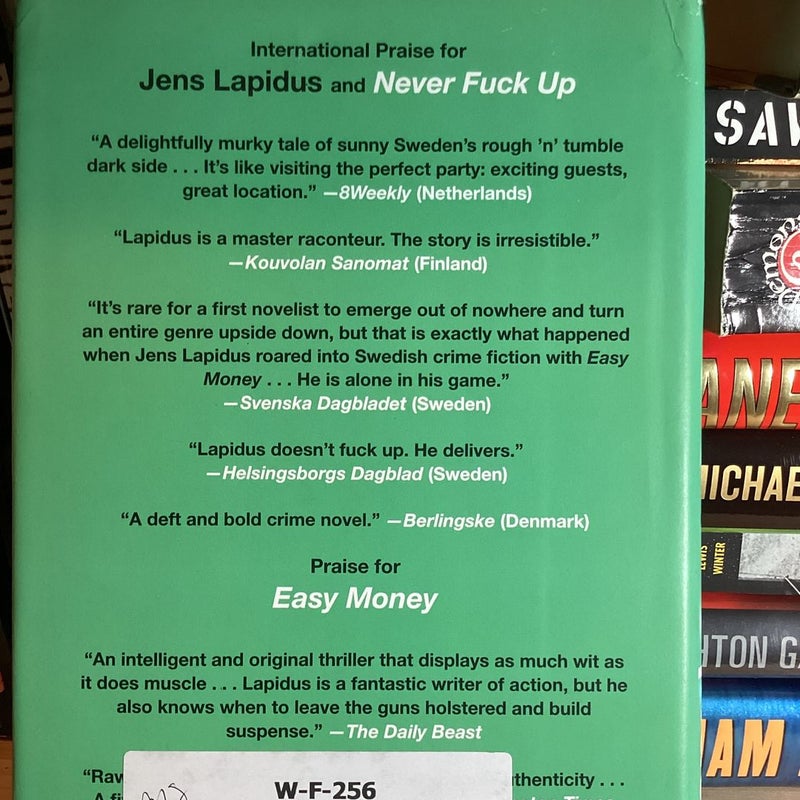 International Praise for
Jens Lapidus and Never Fuck Up
“A delightfully murky tale of sunny Sweden’s rough ’n’ tumble
dark side . . . It’s like visiting the perfect party: exciting guests,
great location.” —8Weekly (Netherlands)
“Lapidus is a master raconteur. The story is irresistible.”
—Kouvolan Sanomat (Finland)
“It’s rare for a first novelist to emerge out of nowhere and turn
an entire genre upside down, but that is exactly what happened
when Jens Lapidus roared into Swedish crime fiction with Easy
Money . . . He is alone in his game.”
—Svenska Dagbladet (Sweden)
“Lapidus doesn’t fuck up. He delivers.”
—Helsingsborgs Dagblad (Sweden)
“A deft and bold crime novel.” —Berlingske (Denmark)
Praise for
Easy Money
“An intelligent and original thriller that displays as much wit as
it does muscle . . . Lapidus is a fantastic writer of action, but he
also knows when to leave the guns holstered and build
suspense.” —The Daily Beast
W-F-256
SAW
ANE
MICHAE
LEWIS
WINTER
HTON GA
AM